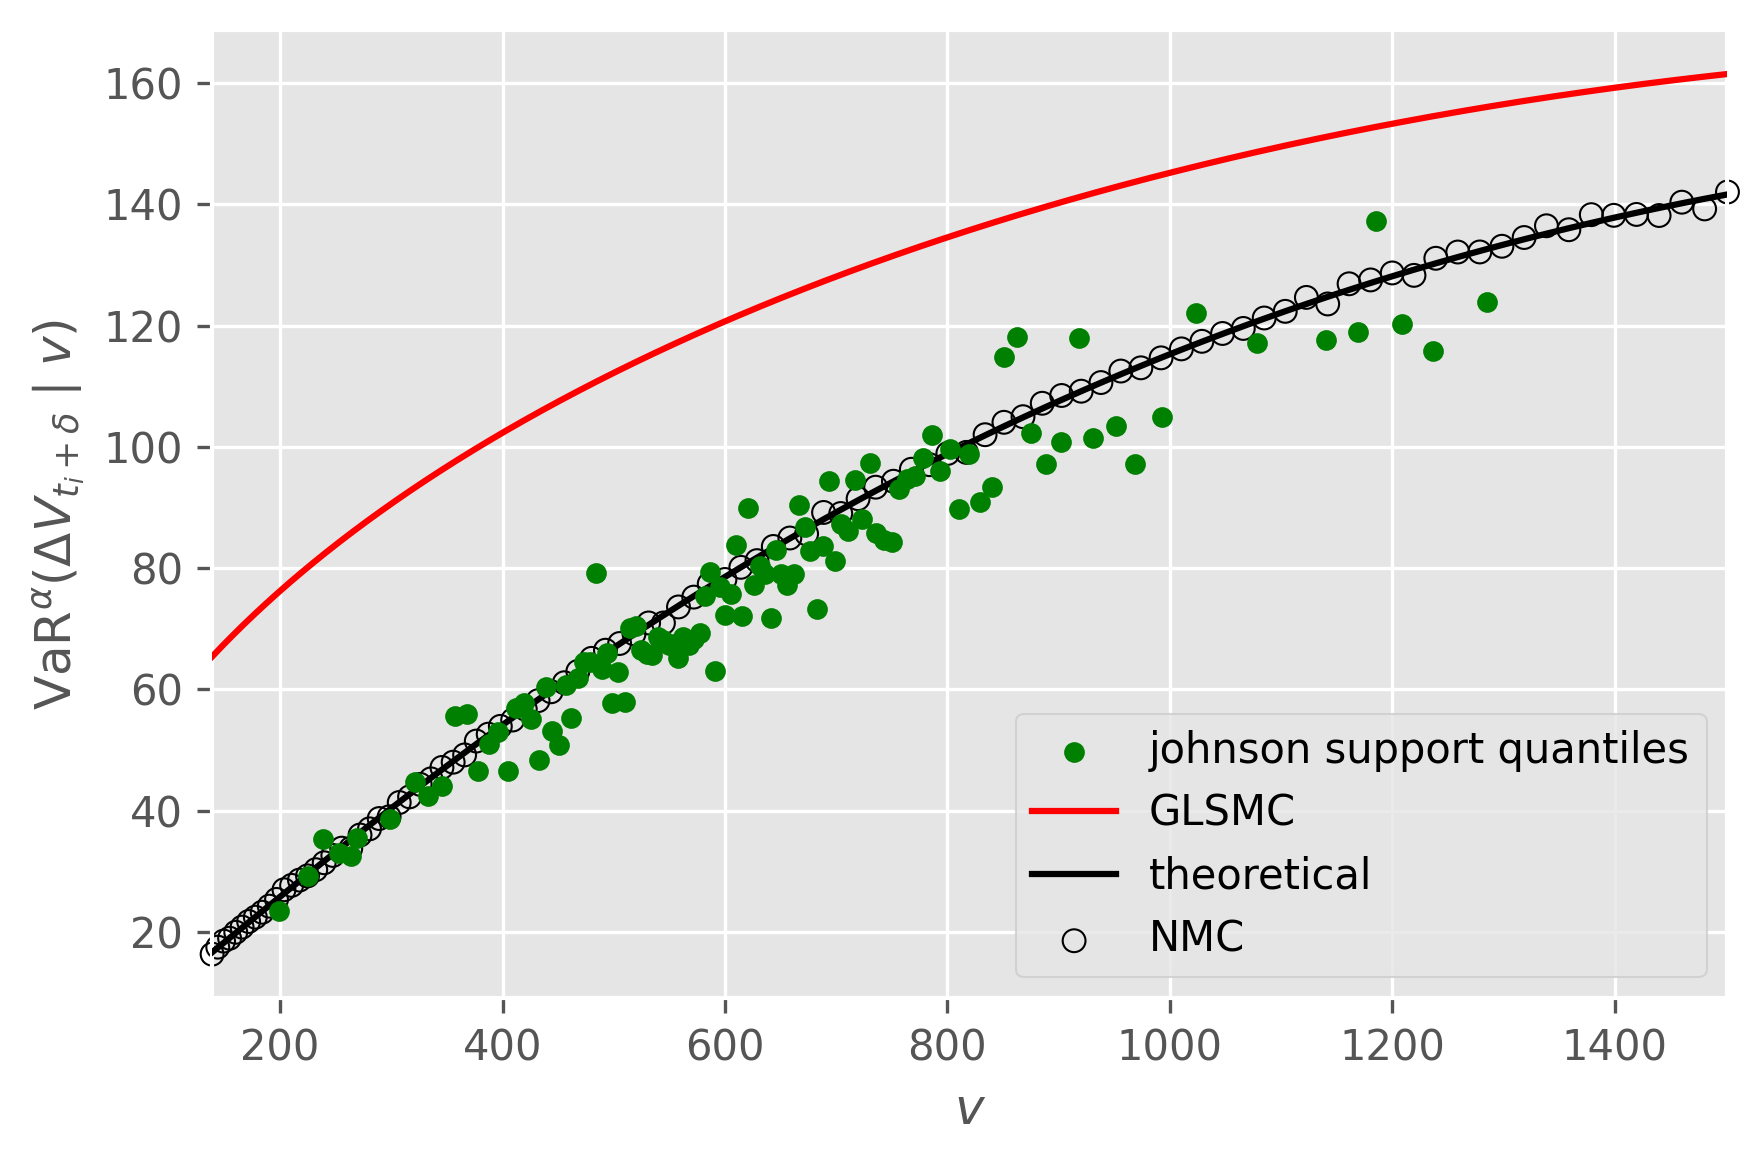 160
140
120
100
80
60
40
20
VaR^α(ΔV_{t_i+δ} | v)
johnson support quantiles
GLSMC
theoretical
NMC
200 400 600 800 1000 1200 1400
v